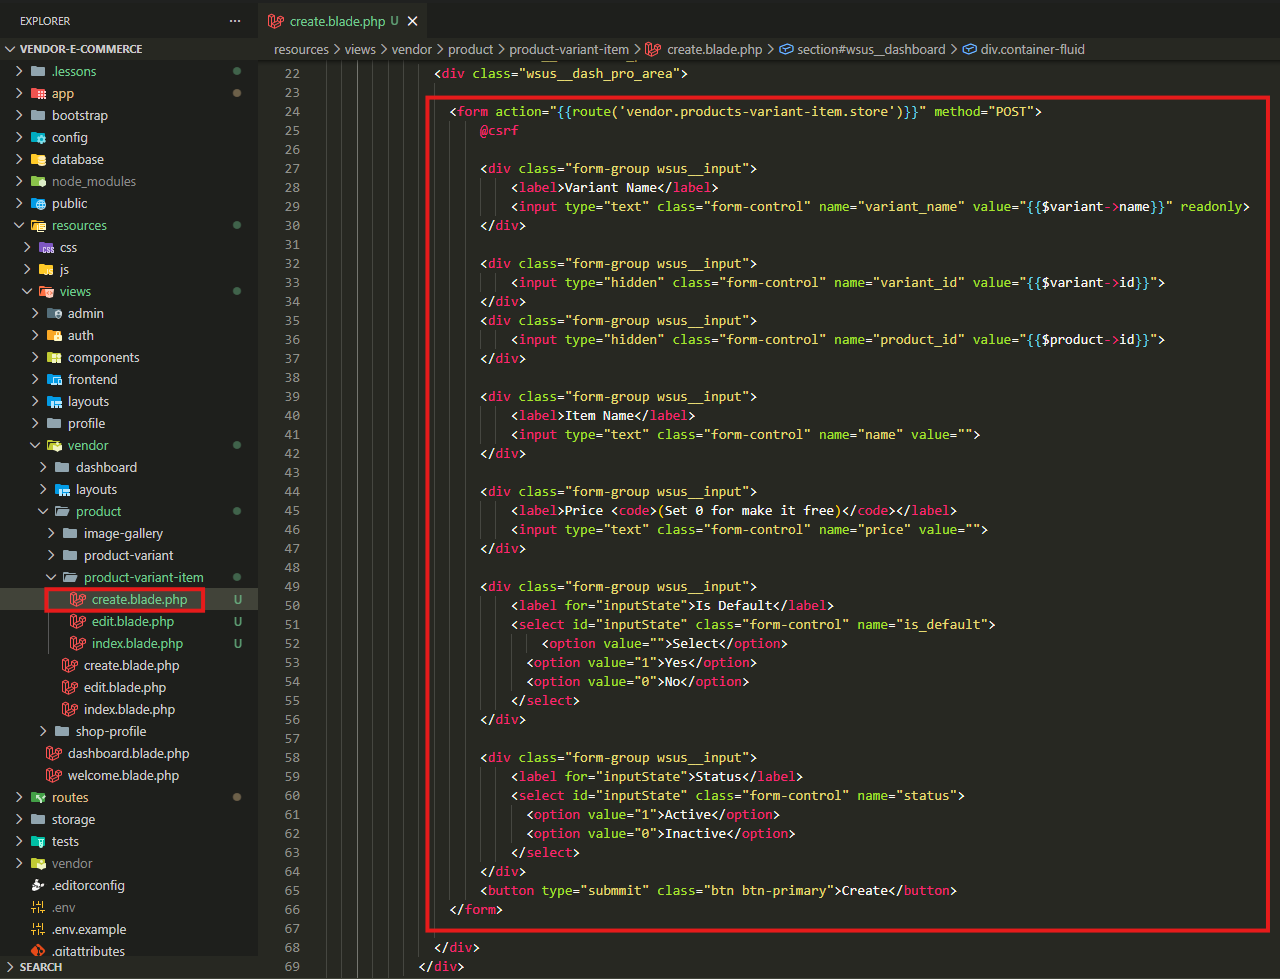 EXPLORER ...
VENDOR-E-COMMERCE
.lessons
app
bootstrap
config
database
node_modules
public
resources
css
js
views
admin
auth
components
frontend
layouts
profile
vendor
dashboard
layouts
product
image-gallery
product-variant
product-variant-item
create.blade.php U
edit.blade.php U
index.blade.php U
create.blade.php
edit.blade.php
index.blade.php
shop-profile
dashboard.blade.php
welcome.blade.php
routes
storage
tests
vendor
.editorconfig
.env
.env.example
.gitattributes
SEARCH
create.blade.php U
resources > views > vendor > product > product-variant-item > create.blade.php > section#wsus__dashboard > div.container-fluid
22 <div class="wsus__dash_pro_area">
23
24 <form action="{{route('vendor.products-variant-item.store')}}" method="POST">
25 @csrf
26
27 <div class="form-group wsus__input">
28 <label>Variant Name</label>
29 <input type="text" class="form-control" name="variant_name" value="{{$variant->name}}" readonly>
30 </div>
31
32 <div class="form-group wsus__input">
33 <input type="hidden" class="form-control" name="variant_id" value="{{$variant->id}}">
34 </div>
35 <div class="form-group wsus__input">
36 <input type="hidden" class="form-control" name="product_id" value="{{$product->id}}">
37 </div>
38
39 <div class="form-group wsus__input">
40 <label>Item Name</label>
41 <input type="text" class="form-control" name="name" value="">
42 </div>
43
44 <div class="form-group wsus__input">
45 <label>Price <code>(Set 0 for make it free)</code></label>
46 <input type="text" class="form-control" name="price" value="">
47 </div>
48
49 <div class="form-group wsus__input">
50 <label for="inputState">Is Default</label>
51 <select id="inputState" class="form-control" name="is_default">
52 <option value="">Select</option>
53 <option value="1">Yes</option>
54 <option value="0">No</option>
55 </select>
56 </div>
57
58 <div class="form-group wsus__input">
59 <label for="inputState">Status</label>
60 <select id="inputState" class="form-control" name="status">
61 <option value="1">Active</option>
62 <option value="0">Inactive</option>
63 </select>
64 </div>
65 <button type="submmit" class="btn btn-primary">Create</button>
66 </form>
67
68 </div>
69 </div>